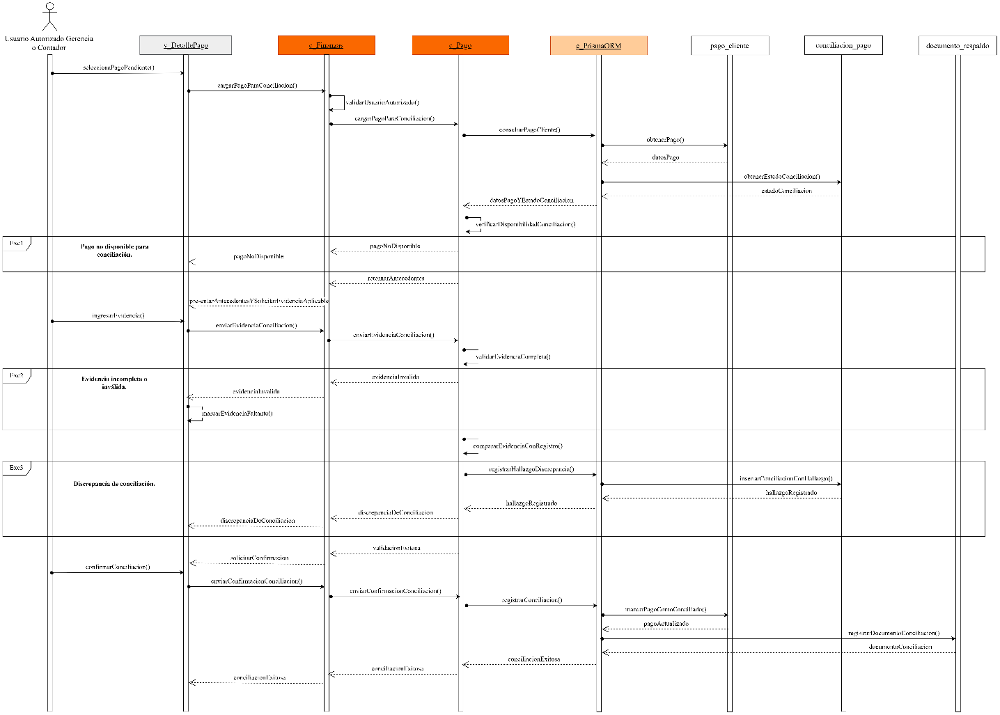 Usuario Autorizado Gerencia
o Contador
v_DetallePago
c_Finanzas
c_Pago
c_PrismaORM
pago_cliente
conciliacion_pago
documento_respaldo
seleccionaPagoPendiente()
cargarPagoParaConciliacion()
validarUsuarioAutorizado()
cargarPagoParaConciliacion()
consultarPagoCliente()
obtenerPago()
datosPago
obtenerEstadoConciliacion()
estadoConciliacion
datosPagoYEstadoConciliacion
verificarDisponibilidadConciliacion()
Exc1
Pago no disponible para
conciliación.
pagoNoDisponible
pagoNoDisponible
retornarAntecedentes
presentarAntecedentesYSolicitarEvidenciaAplicable
ingresarEvidencia()
enviarEvidenciaConciliacion()
enviarEvidenciaConciliacion()
validarEvidenciaCompleta()
Exc2
Evidencia incompleta o
inválida.
evidenciaInvalida
evidenciaInvalida
marcarEvidenciaFaltante()
compararEvidenciaConRegistro()
Exc3
Discrepancia de conciliación.
registrarHallazgoDiscrepancia()
insertarConciliacionConHallazgo()
hallazgoRegistrado
hallazgoRegistrado
discrepanciaDeConciliacion
discrepanciaDeConciliacion
validacionExitosa
solicitarConfirmacion
confirmarConciliacion()
enviarConfirmacionConciliacion()
enviarConfirmacionConciliacion()
registrarConciliacion()
marcarPagoComoConciliado()
pagoActualizado
registrarDocumentoConciliacion()
documentoConciliacion
conciliacionExitosa
conciliacionExitosa
conciliacionExitosa